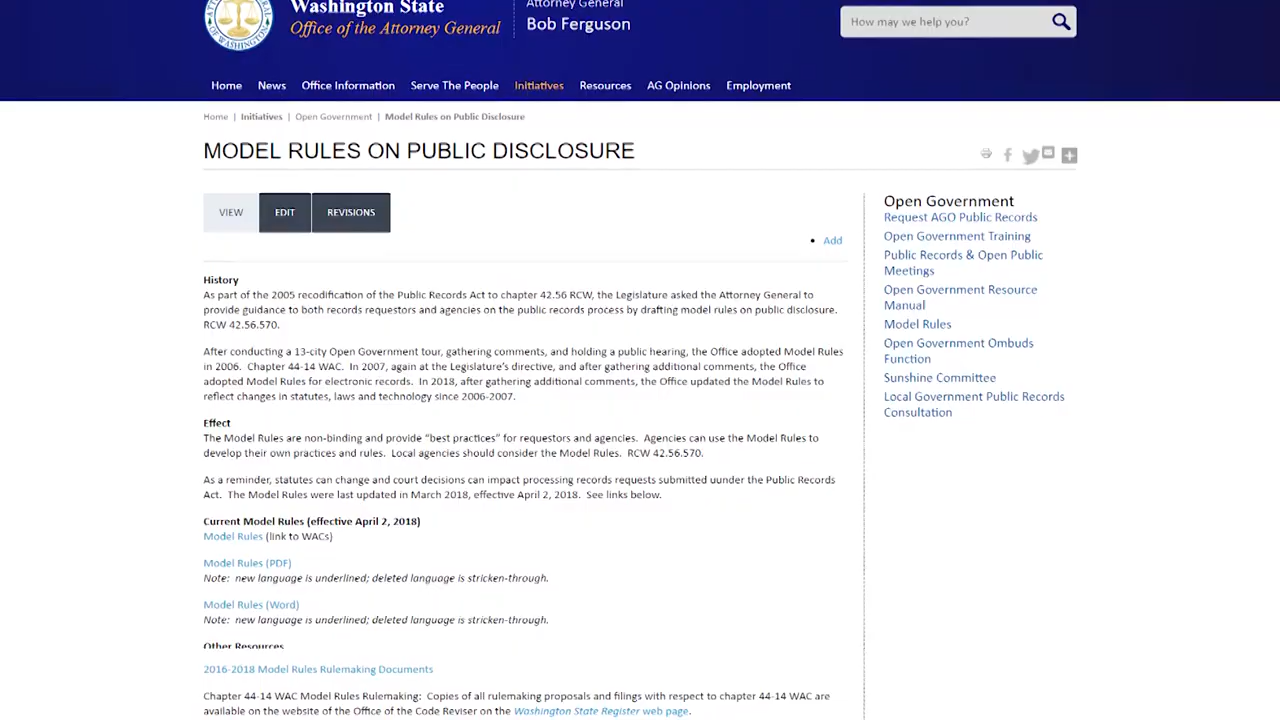 Washington State
Office of the Attorney General
Attorney General
Bob Ferguson
How may we help you?
Home News Office Information Serve The People Initiatives Resources AG Opinions Employment
Home | Initiatives | Open Government | Model Rules on Public Disclosure
MODEL RULES ON PUBLIC DISCLOSURE
VIEW EDIT REVISIONS
• Add
History
As part of the 2005 recodification of the Public Records Act to chapter 42.56 RCW, the Legislature asked the Attorney General to
provide guidance to both records requestors and agencies on the public records process by drafting model rules on public disclosure.
RCW 42.56.570.
After conducting a 13-city Open Government tour, gathering comments, and holding a public hearing, the Office adopted Model Rules
in 2006.  Chapter 44-14 WAC.  In 2007, again at the Legislature's directive, and after gathering additional comments, the Office
adopted Model Rules for electronic records.  In 2018, after gathering additional comments, the Office updated the Model Rules to
reflect changes in statutes, laws and technology since 2006-2007.
Effect
The Model Rules are non-binding and provide “best practices” for requestors and agencies.  Agencies can use the Model Rules to
develop their own practices and rules.  Local agencies should consider the Model Rules.  RCW 42.56.570.
As a reminder, statutes can change and court decisions can impact processing records requests submitted uunder the Public Records
Act.  The Model Rules were last updated in March 2018, effective April 2, 2018.  See links below.
Current Model Rules (effective April 2, 2018)
Model Rules (link to WACs)
Model Rules (PDF)
Note:  new language is underlined; deleted language is stricken-through.
Model Rules (Word)
Note:  new language is underlined; deleted language is stricken-through.
Other Resources
2016-2018 Model Rules Rulemaking Documents
Chapter 44-14 WAC Model Rules Rulemaking:  Copies of all rulemaking proposals and filings with respect to chapter 44-14 WAC are
available on the website of the Office of the Code Reviser on the Washington State Register web page.
Open Government
Request AGO Public Records
Open Government Training
Public Records & Open Public
Meetings
Open Government Resource
Manual
Model Rules
Open Government Ombuds
Function
Sunshine Committee
Local Government Public Records
Consultation